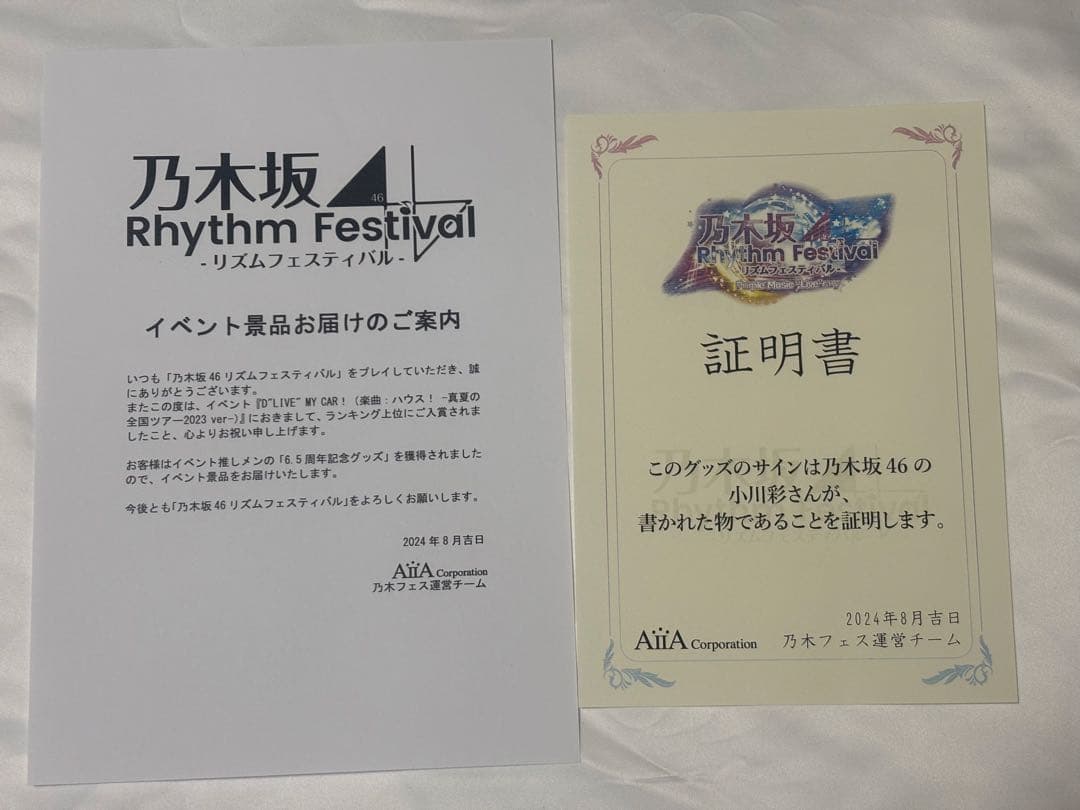 乃木坂46
Rhythm Festival
- リズムフェスティバル -
イベント景品お届けのご案内
いつも「乃木坂46リズムフェスティバル」をプレイしていただき、誠
にありがとうございます。
またこの度は、イベント『D"LIVE" MY CAR!（楽曲：ハウス! -真夏の
全国ツアー2023 ver-）』におきまして、ランキング上位にご入賞されま
したこと、心よりお祝い申し上げます。
お客様はイベント推しメンの「6.5周年記念グッズ」を獲得されました
ので、イベント景品をお届けいたします。
今後とも「乃木坂46リズムフェスティバル」をよろしくお願いします。
2024年8月吉日
AiiA Corporation
乃木フェス運営チーム
乃木坂
Rhythm Festival
- リズムフェスティバル -
証明書
このグッズのサインは乃木坂46の
小川彩さんが、
書かれた物であることを証明します。
2024年8月吉日
AiiA Corporation 乃木フェス運営チーム